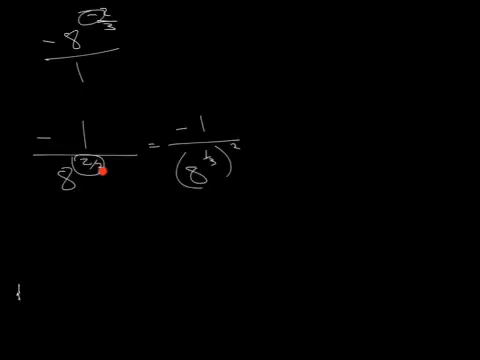 -8^(-2/3) / 1
-1 / 8^(2/3) = -1 / (8^(1/3))^2